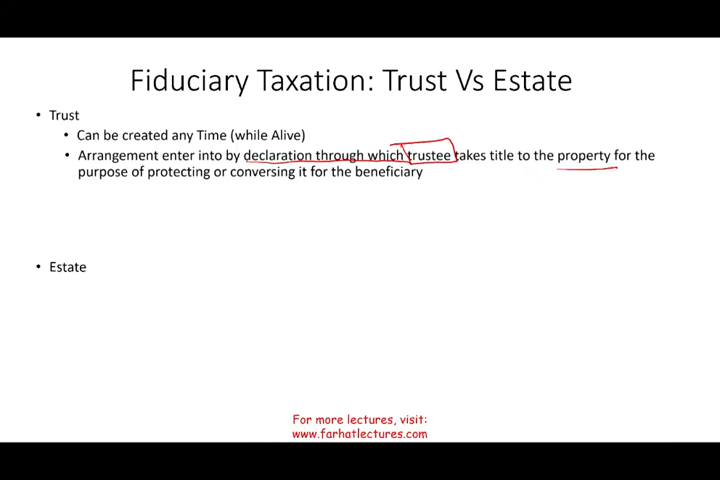 Fiduciary Taxation: Trust Vs Estate
• Trust
• Can be created any Time (while Alive)
• Arrangement enter into by declaration through which trustee takes title to the property for the
purpose of protecting or conversing it for the beneficiary
• Estate
For more lectures, visit:
www.farhatlectures.com